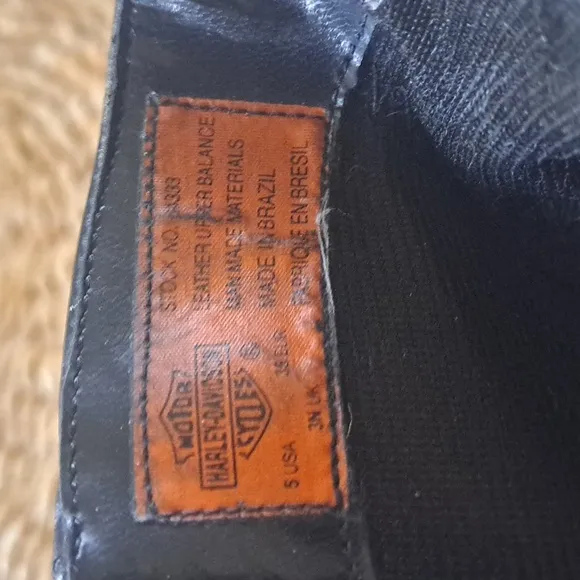 MOTOR
HARLEY-DAVIDSON
CYCLES
®
STOCK NO.
LEATHER UPPER BALANCE
MAN MADE MATERIALS
MADE IN BRAZIL
FABRIQUE EN BRESIL
5 USA
EUR
3N UK